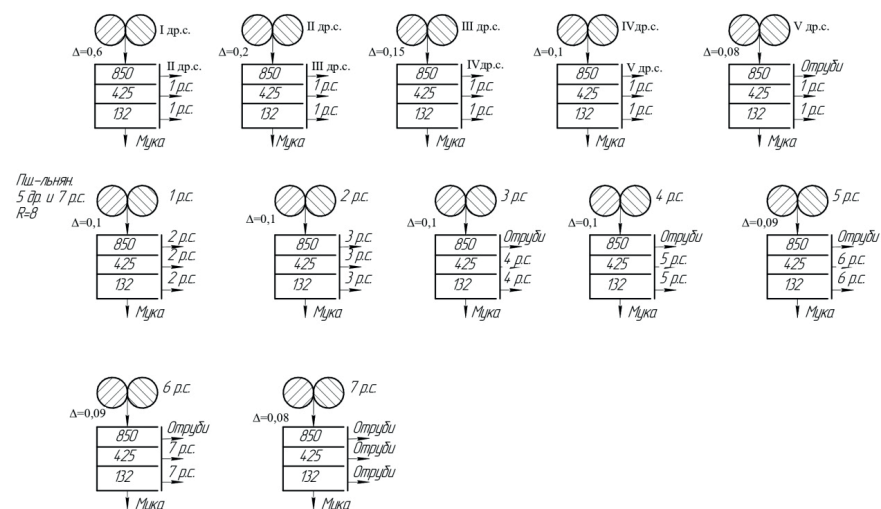 I др.с.
Δ=0,6
850
425
132
II др.с.
1 р.с.
1 р.с.
Мука
II др.с.
Δ=0,2
850
425
132
III др.с.
1 р.с.
1 р.с.
Мука
III др.с.
Δ=0,15
850
425
132
IVдр.с.
1 р.с.
1 р.с.
Мука
IVдр.с.
Δ=0,1
850
425
132
V др.с.
1 р.с.
1 р.с.
Мука
V др.с.
Δ=0,08
850
425
132
Отруби
1 р.с.
1 р.с.
Мука
Пш-льнян.
5 др. и 7 р.с.
R=8
1 р.с.
Δ=0,1
850
425
132
2 р.с.
2 р.с.
2 р.с.
Мука
2 р.с.
Δ=0,1
850
425
132
3 р.с.
3 р.с.
3 р.с.
Мука
3 р.с
Δ=0,1
850
425
132
Отруби
4 р.с.
4 р.с.
Мука
4 р.с.
Δ=0,1
850
425
132
Отруби
5 р.с.
5 р.с.
Мука
5 р.с.
Δ=0,09
850
425
132
Отруби
6 р.с.
6 р.с.
Мука
6 р.с.
Δ=0,09
850
425
132
Отруби
7 р.с.
7 р.с.
Мука
7 р.с.
Δ=0,08
850
425
132
Отруби
Отруби
Отруби
Мука